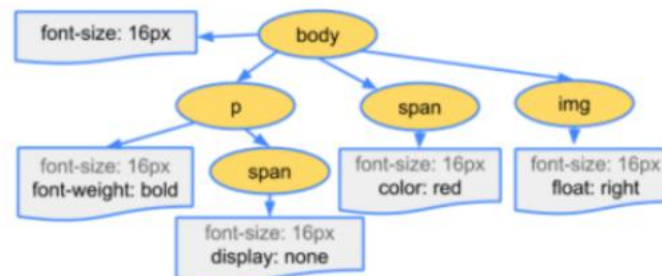 font-size: 16px
body
p
span
img
font-size: 16px
font-weight: bold
span
font-size: 16px
color: red
font-size: 16px
float: right
font-size: 16px
display: none